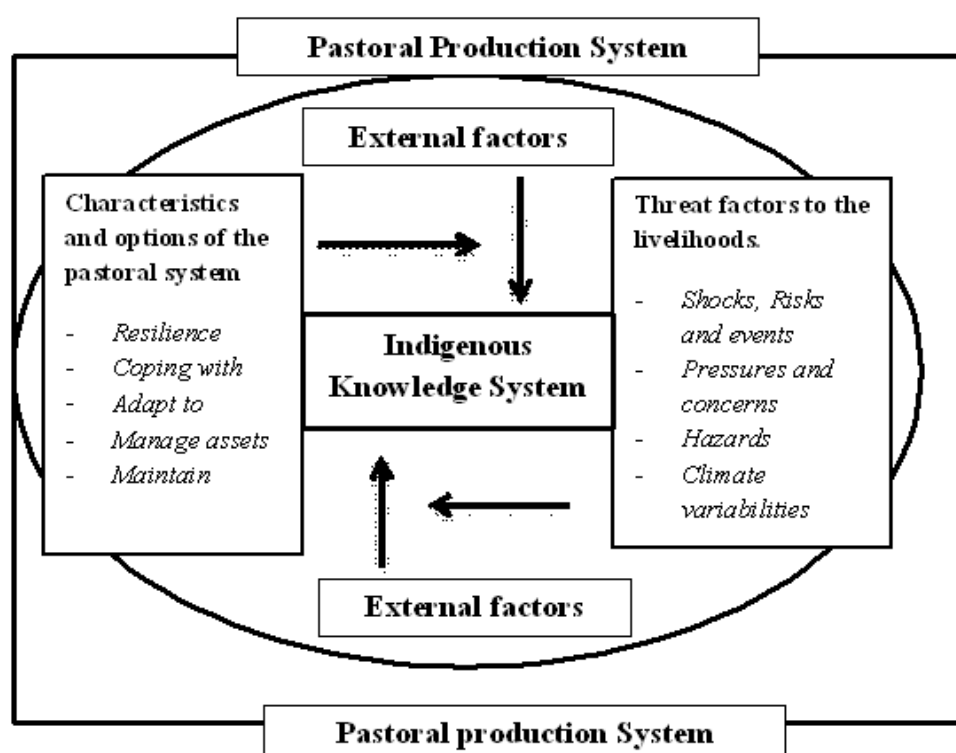 Pastoral Production System
External factors
Characteristics
and options of the
pastoral system
- Resilience
- Coping with
- Adapt to
- Manage assets
- Maintain
Indigenous
Knowledge System
Threat factors to the
livelihoods.
- Shocks, Risks
and events
- Pressures and
concerns
- Hazards
- Climate
variabilities
External factors
Pastoral production System